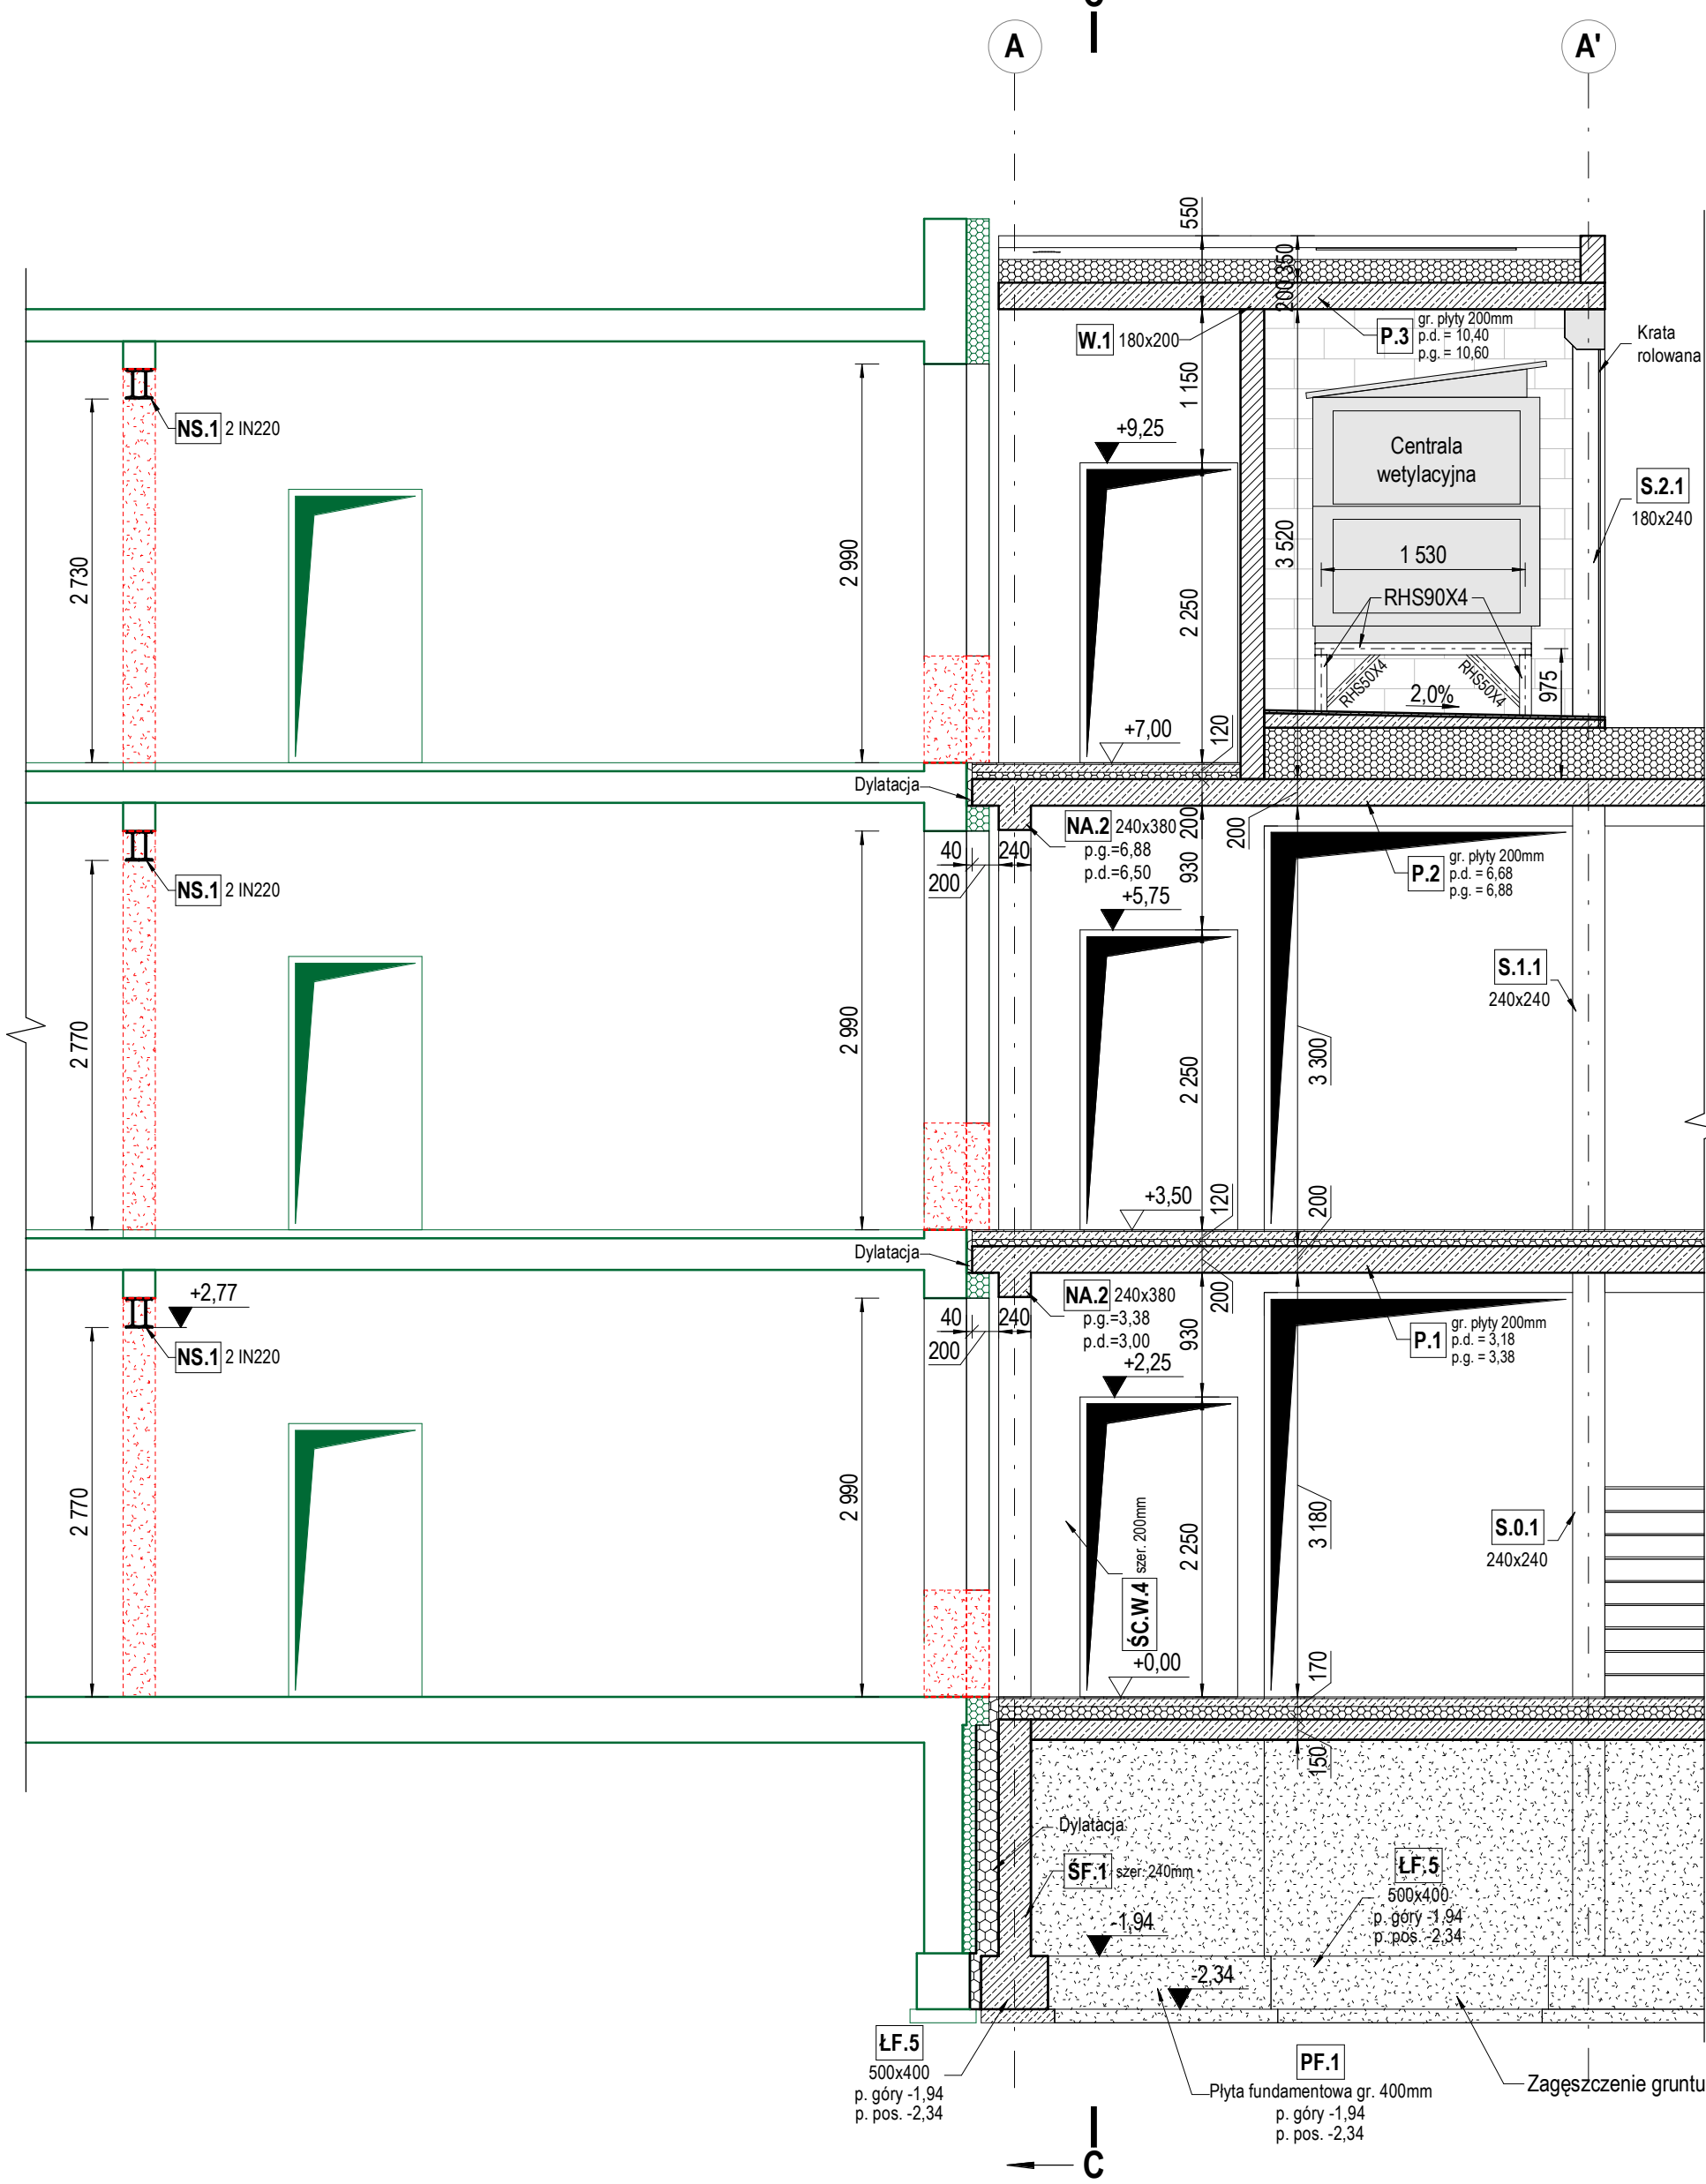 A
A'
550
200 350
W.1 180x200
P.3 gr. płyty 200mm
p.d. = 10,40
p.g. = 10,60
Krata
rolowana
1 150
NS.1 2 IN220
+9,25
Centrala
wetylacyjna
S.2.1
180x240
2 730
2 990
3 520
1 530
2 250
RHS90X4
RHS50X4
RHS50X4
2,0%
975
+7,00
120
Dylatacja
NA.2 240x380
p.g.=6,88
p.d.=6,50
200
200
40
240
200
930
P.2 gr. płyty 200mm
p.d. = 6,68
p.g. = 6,88
NS.1 2 IN220
+5,75
S.1.1
240x240
2 770
2 990
2 250
3 300
+3,50
120
200
Dylatacja
+2,77
NA.2 240x380
p.g.=3,38
p.d.=3,00
200
40
240
200
930
P.1 gr. płyty 200mm
p.d. = 3,18
p.g. = 3,38
NS.1 2 IN220
+2,25
2 770
2 990
ŚC.W.4 szer. 200mm
2 250
3 180
S.0.1
240x240
+0,00
170
150
Dylatacja
ŚF.1 szer. 240mm
ŁF.5
500x400
p. góry -1,94
p. pos. -2,34
-1,94
-2,34
ŁF.5
500x400
p. góry -1,94
p. pos. -2,34
PF.1
Płyta fundamentowa gr. 400mm
p. góry -1,94
p. pos. -2,34
Zagęszczenie gruntu
C